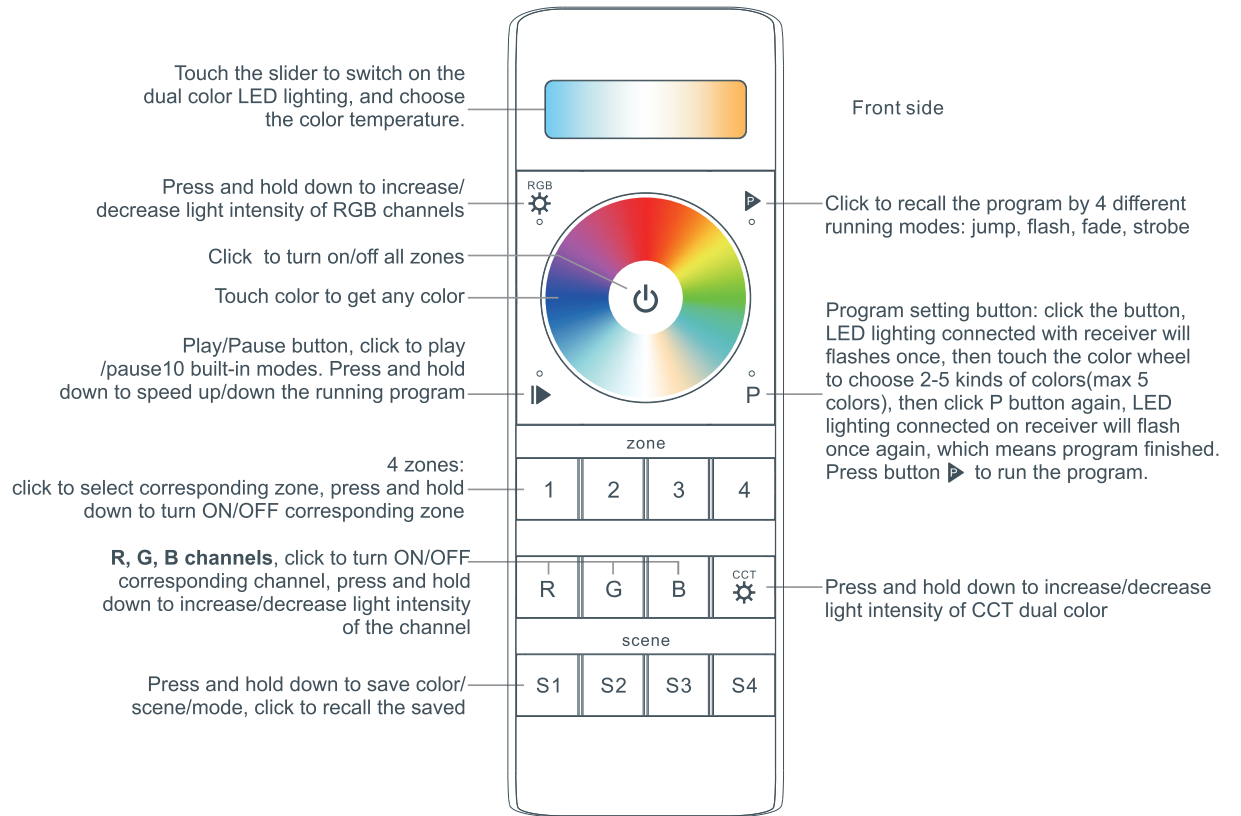 Touch the slider to switch on the
dual color LED lighting, and choose
the color temperature.
Front side
Press and hold down to increase/
decrease light intensity of RGB channels
RGB
P
Click to recall the program by 4 different
running modes: jump, flash, fade, strobe
Click  to turn on/off all zones
Touch color to get any color
Play/Pause button, click to play
/pause10 built-in modes. Press and hold
down to speed up/down the running program
P
Program setting button: click the button,
LED lighting connected with receiver will
flashes once, then touch the color wheel
to choose 2-5 kinds of colors(max 5
colors), then click P button again, LED
lighting connected on receiver will flash
once again, which means program finished.
Press button P to run the program.
zone
4 zones:
click to select corresponding zone, press and hold
down to turn ON/OFF corresponding zone
1 2 3 4
R, G, B channels, click to turn ON/OFF
corresponding channel, press and hold
down to increase/decrease light intensity
of the channel
R G B CCT
Press and hold down to increase/decrease
light intensity of CCT dual color
scene
Press and hold down to save color/
scene/mode, click to recall the saved
S1 S2 S3 S4